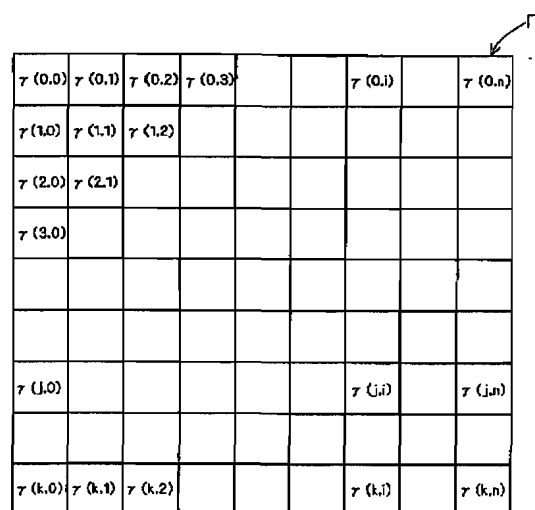 Γ
γ (0.0) γ (0.1) γ (0.2) γ (0.3) γ (0,i) γ (0.n)
γ (1.0) γ (1.1) γ (1.2)
γ (2.0) γ (2.1)
γ (3.0)
γ (j,0) γ (j,i) γ (j,n)
γ (k,0) γ (k,1) γ (k,2) γ (k,i) γ (k,n)